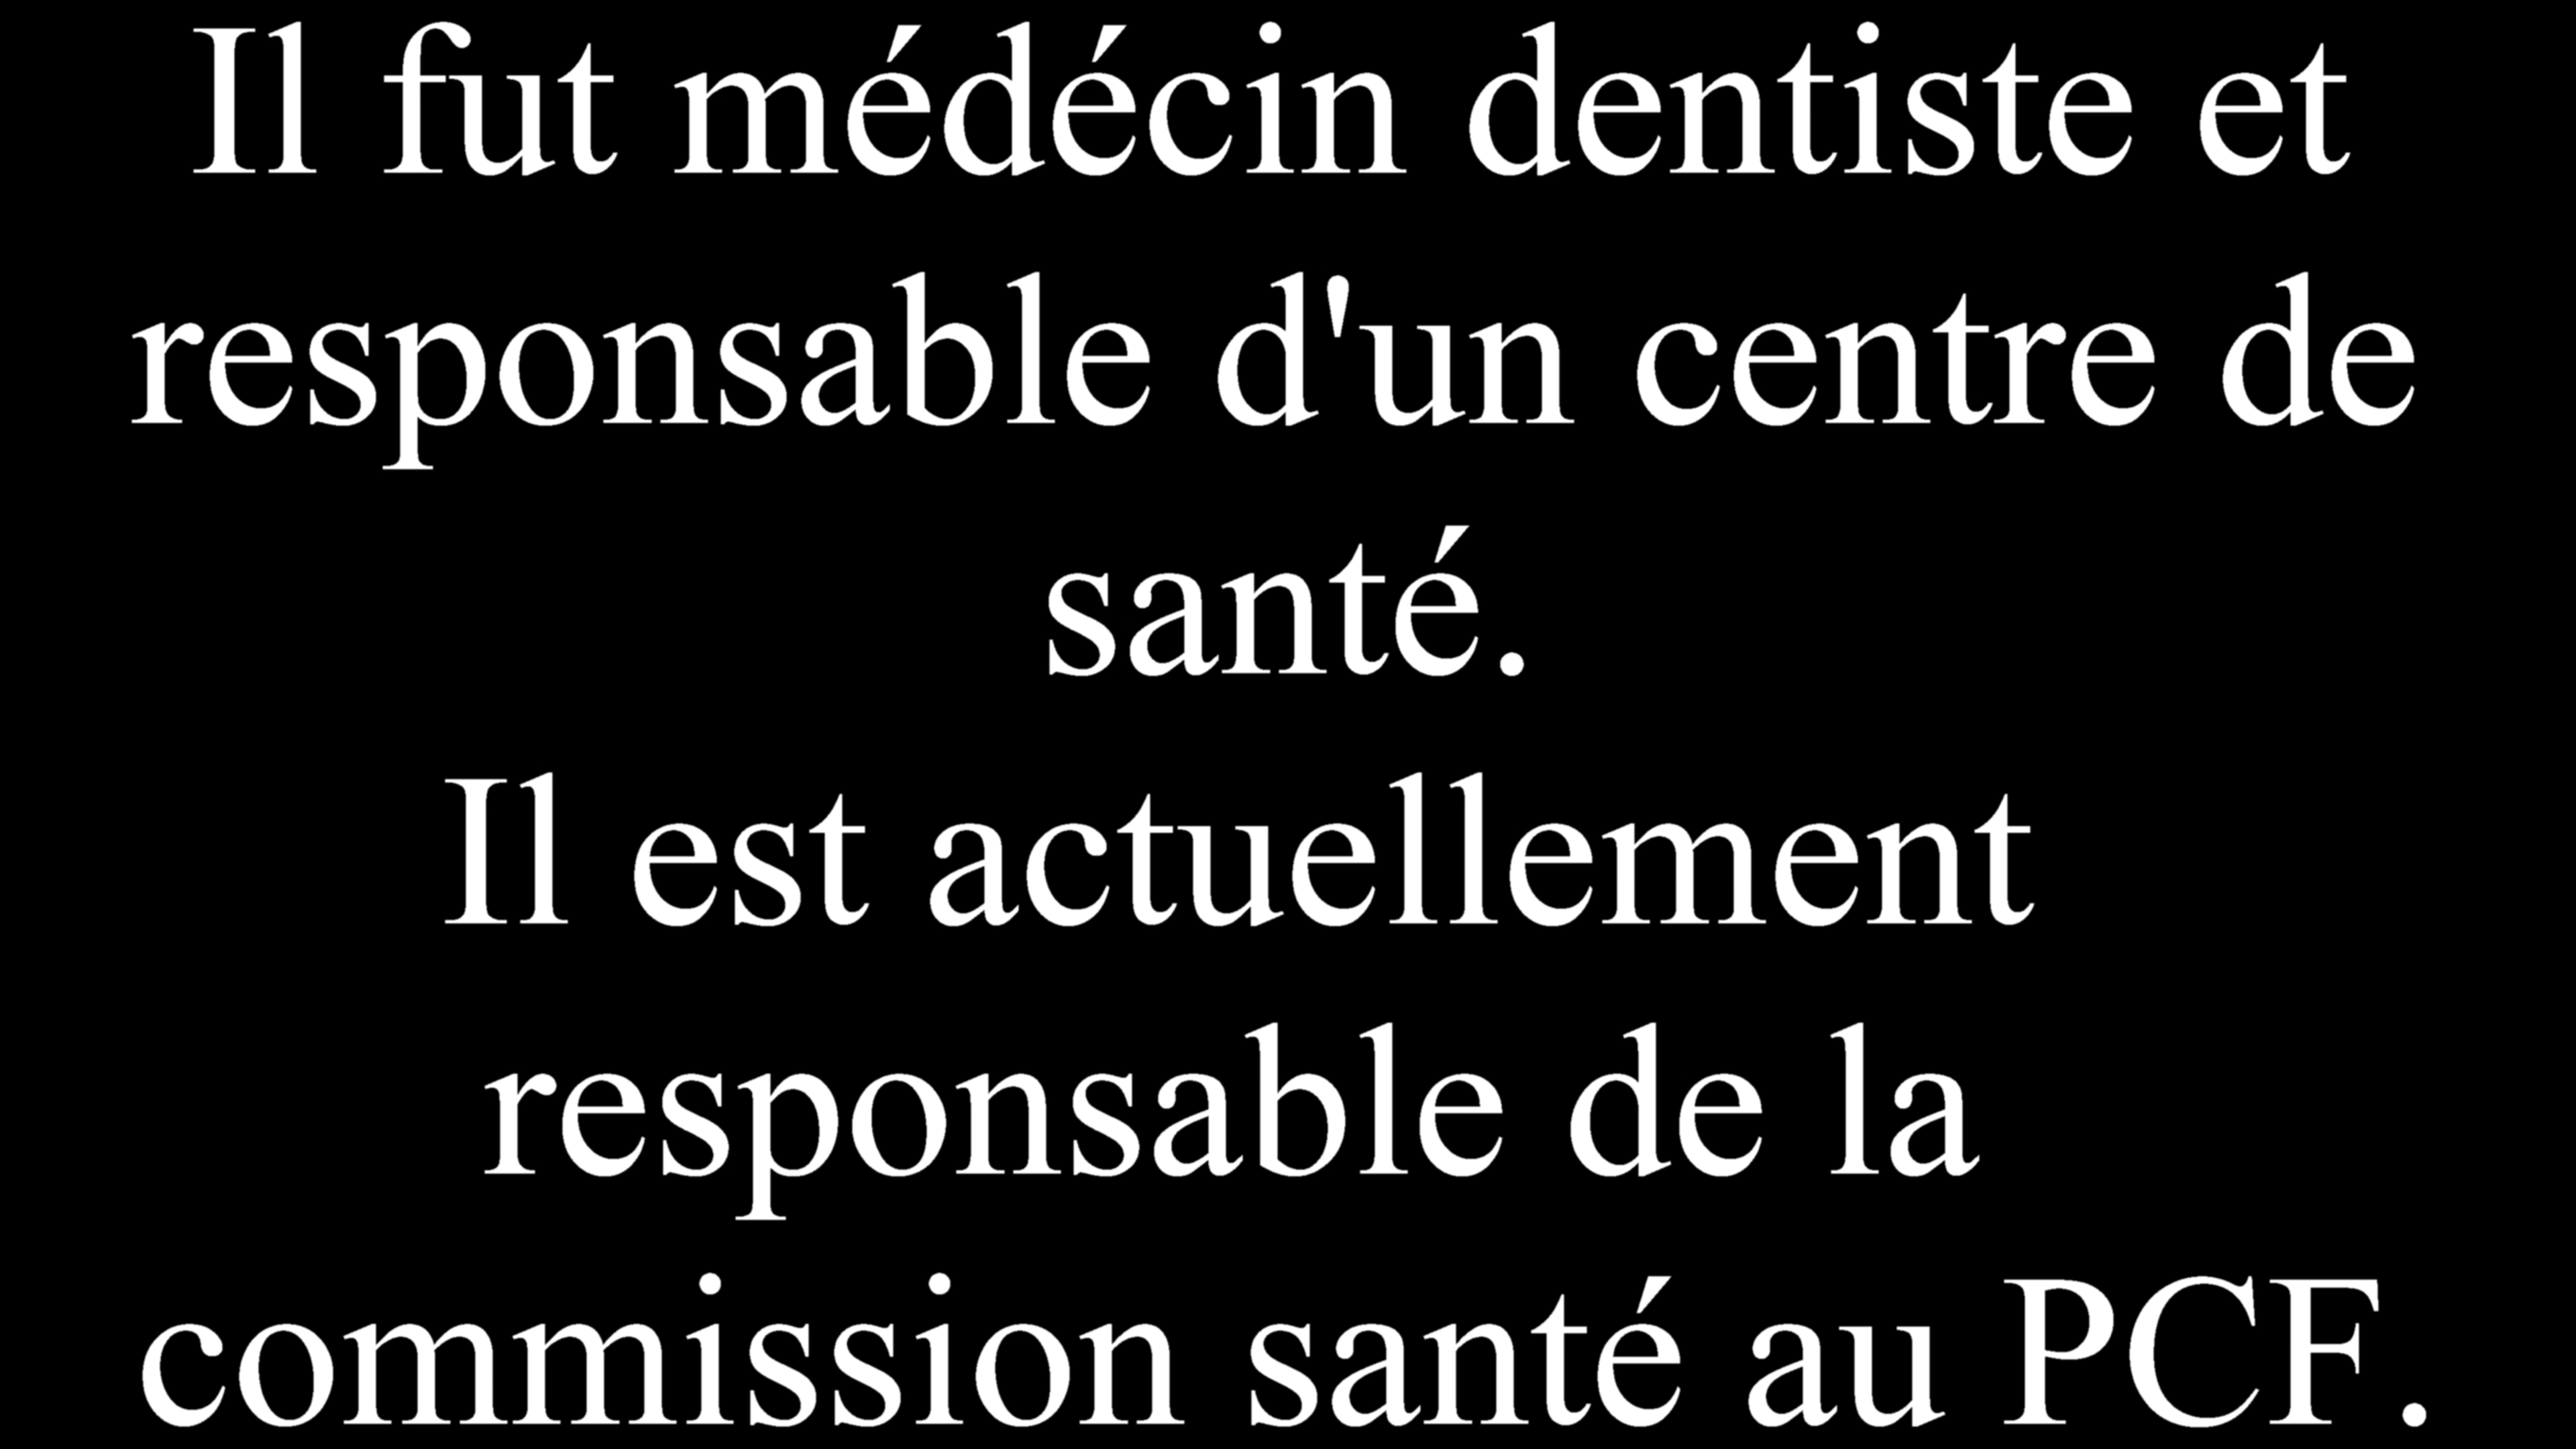 Il fut médécin dentiste et
responsable d'un centre de
santé.
Il est actuellement
responsable de la
commission santé au PCF.